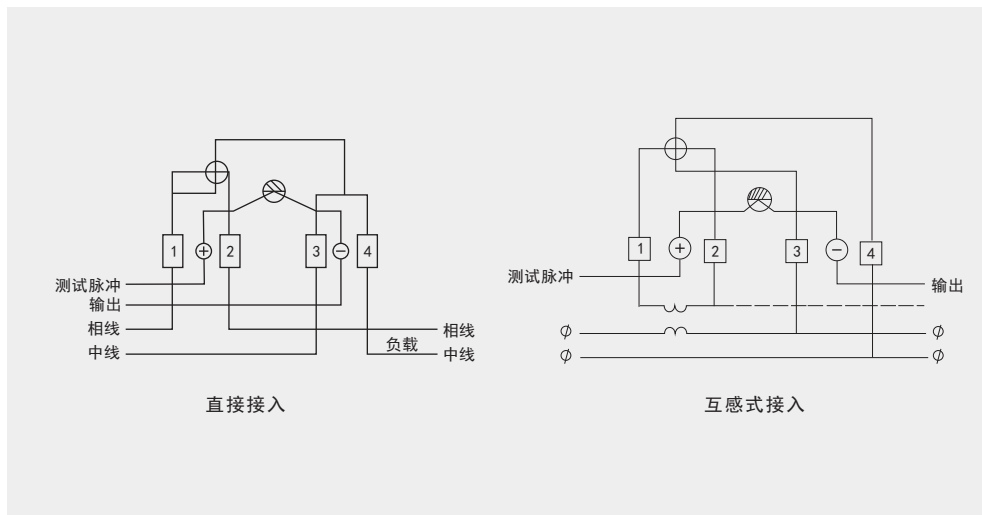 1 + 2 3 − 4
测试脉冲
输出
相线
中线
相线
负载
中线
直接接入
1 + 2 3 − 4
测试脉冲
输出
Φ Φ
Φ Φ
互感式接入